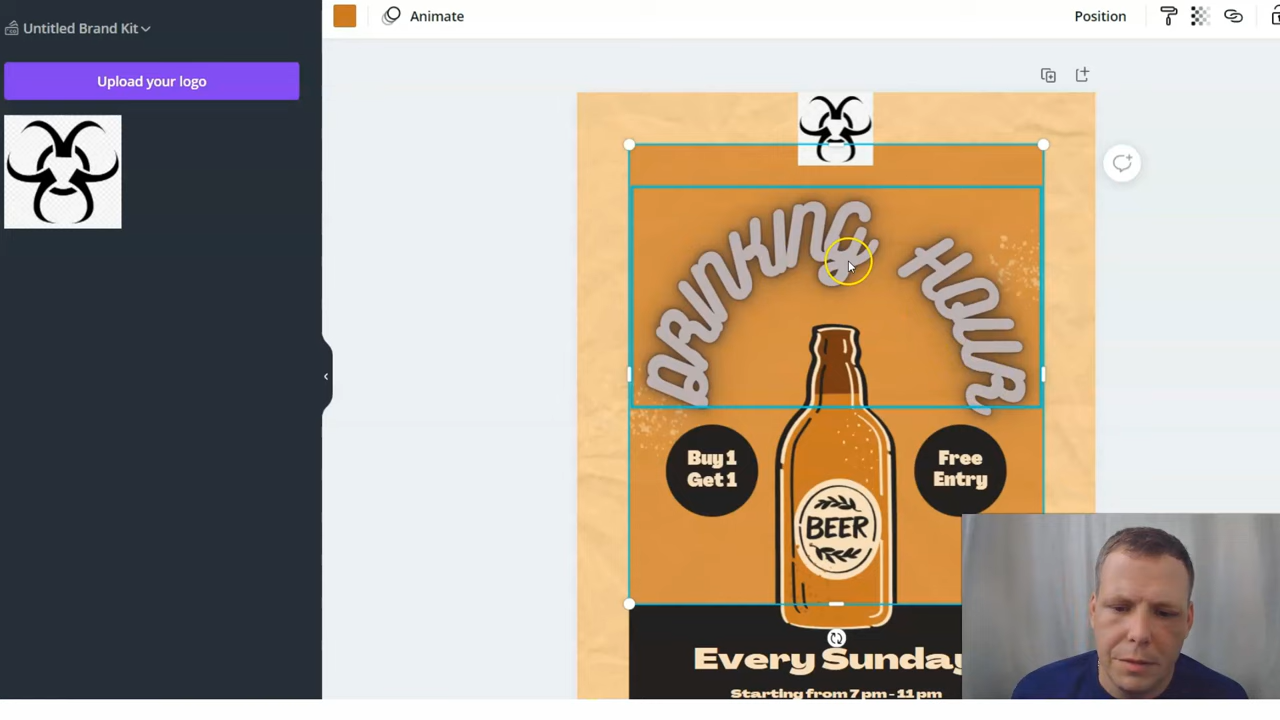 Untitled Brand Kit
Animate
Position
Upload your logo
DRINKING HOUR
Buy 1
Get 1
Free
Entry
BEER
Every Sunday
Starting from 7 pm - 11 pm